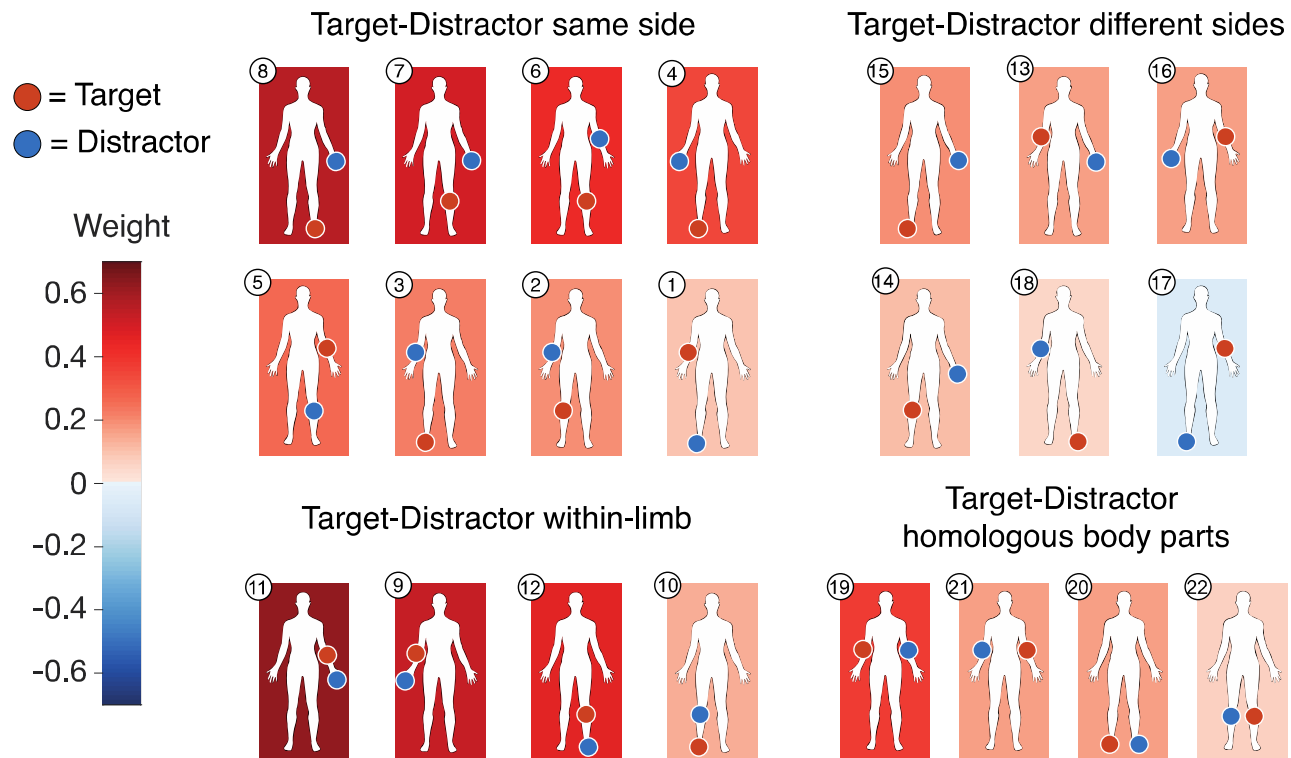 Target-Distractor same side
Target-Distractor different sides
= Target
= Distractor
8 7 6 4
15 13 16
Weight
0.6
0.4
0.2
0
-0.2
-0.4
-0.6
5 3 2 1
14 18 17
Target-Distractor within-limb
Target-Distractor
homologous body parts
11 9 12 10
19 21 20 22